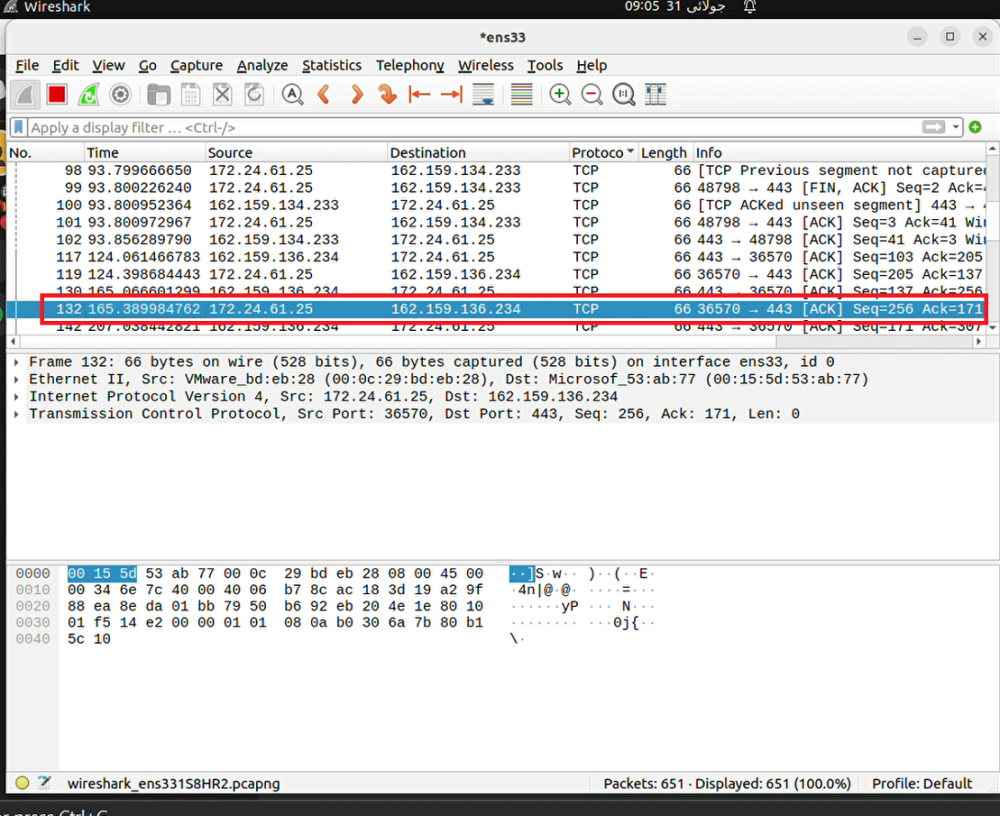 Wireshark
09:05 31 جولائی
*ens33
File Edit View Go Capture Analyze Statistics Telephony Wireless Tools Help
Apply a display filter … <Ctrl-/>
No. Time Source Destination Protoco Length Info
98 93.799666650 172.24.61.25 162.159.134.233 TCP 66 [TCP Previous segment not captured
99 93.800226240 172.24.61.25 162.159.134.233 TCP 66 48798 → 443 [FIN, ACK] Seq=2 Ack=4
100 93.800952364 162.159.134.233 172.24.61.25 TCP 66 [TCP ACKed unseen segment] 443 →
101 93.800972967 172.24.61.25 162.159.134.233 TCP 66 48798 → 443 [ACK] Seq=3 Ack=41 Wi
102 93.856289790 162.159.134.233 172.24.61.25 TCP 66 443 → 48798 [ACK] Seq=41 Ack=3 Wi
117 124.061466783 162.159.136.234 172.24.61.25 TCP 66 443 → 36570 [ACK] Seq=103 Ack=205
119 124.398684443 172.24.61.25 162.159.136.234 TCP 66 36570 → 443 [ACK] Seq=205 Ack=137
130 165.066601299 162.159.136.234 172.24.61.25 TCP 66 443 → 36570 [ACK] Seq=137 Ack=256
132 165.389984762 172.24.61.25 162.159.136.234 TCP 66 36570 → 443 [ACK] Seq=256 Ack=171
142 207.038442821 162.159.136.234 172.24.61.25 TCP 66 443 → 36570 [ACK] Seq=171 Ack=307
Frame 132: 66 bytes on wire (528 bits), 66 bytes captured (528 bits) on interface ens33, id 0
Ethernet II, Src: VMware_bd:eb:28 (00:0c:29:bd:eb:28), Dst: Microsof_53:ab:77 (00:15:5d:53:ab:77)
Internet Protocol Version 4, Src: 172.24.61.25, Dst: 162.159.136.234
Transmission Control Protocol, Src Port: 36570, Dst Port: 443, Seq: 256, Ack: 171, Len: 0
0000 00 15 5d 53 ab 77 00 0c 29 bd eb 28 08 00 45 00 ··]S·w·· )··(··E·
0010 00 34 6e 7c 40 00 40 06 b7 8c ac 18 3d 19 a2 9f ·4n|@·@· ····=···
0020 88 ea 8e da 01 bb 79 50 b6 92 eb 20 4e 1e 80 10 ······yP ··· N···
0030 01 f5 14 e2 00 00 01 01 08 0a b0 30 6a 7b 80 b1 ········ ···0j{··
0040 5c 10 \·
wireshark_ens331S8HR2.pcapng Packets: 651 · Displayed: 651 (100.0%) Profile: Default
press Ctrl+C